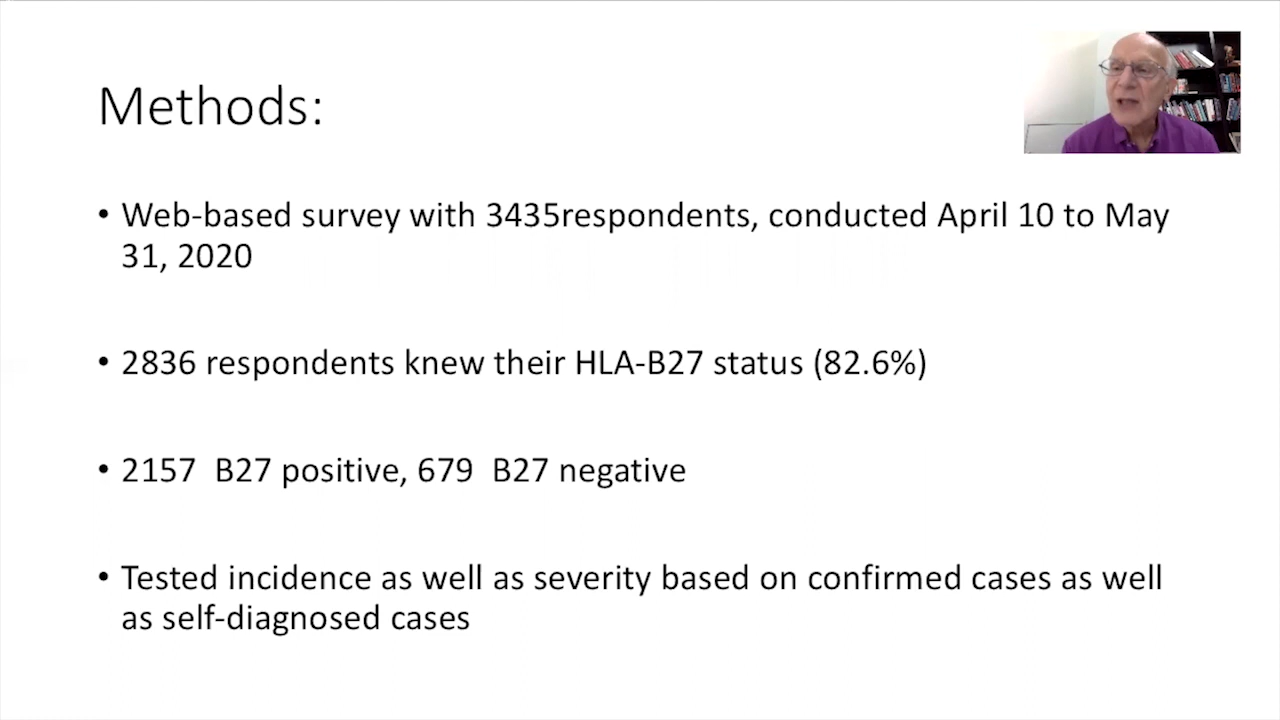 Methods:
• Web-based survey with 3435respondents, conducted April 10 to May
31, 2020
• 2836 respondents knew their HLA-B27 status (82.6%)
• 2157  B27 positive, 679  B27 negative
• Tested incidence as well as severity based on confirmed cases as well
as self-diagnosed cases